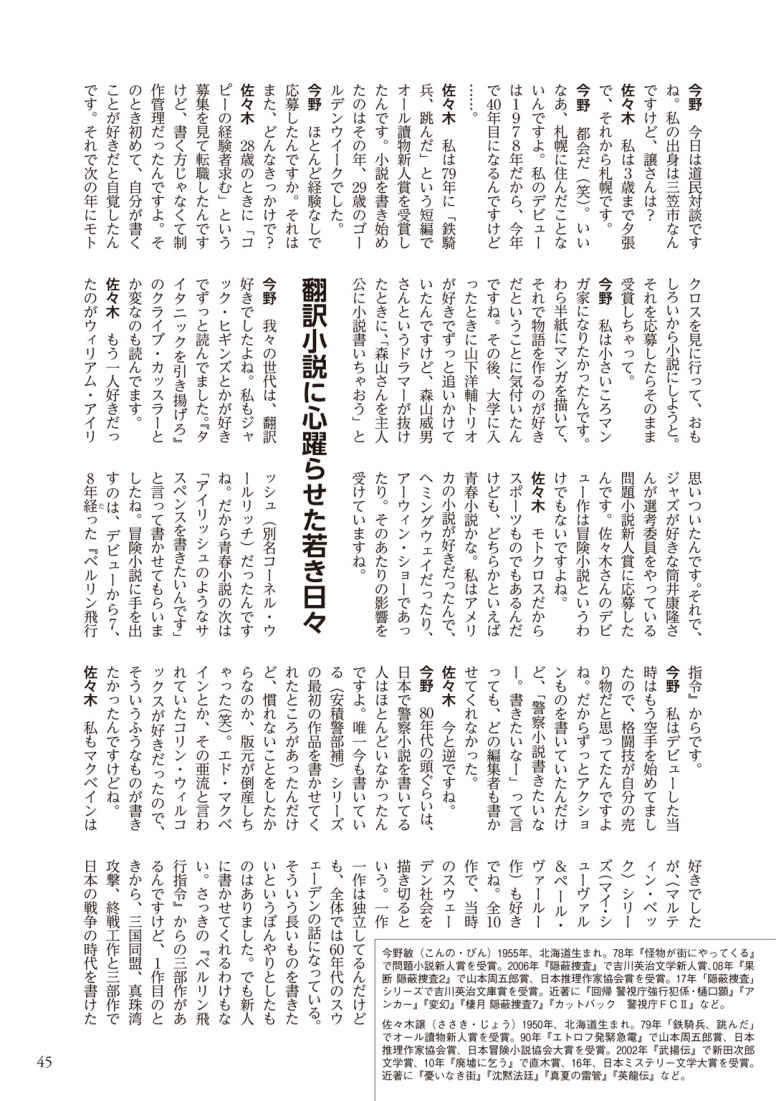 今野　今日は道民対談です
ね。私の出身は三笠市なん
ですけど、譲さんは？
佐々木　私は３歳まで夕張
で、それから札幌です。
今野　都会だ（笑）。いい
なあ、札幌に住んだことな
いんですよ。私のデビュー
は１９７８年だから、今年
で40年目になるんですけど
……。
佐々木　私は79年に「鉄騎
兵、跳んだ」という短編で
オール讀物新人賞を受賞し
たんです。小説を書き始め
たのはその年、29歳のゴー
ルデンウイークでした。
今野　ほとんど経験なしで
応募したんですか。それは
また、どんなきっかけで？
佐々木　28歳のときに「コ
ピーの経験者求む」という
募集を見て転職したんです
けど、書く方じゃなくて制
作管理だったんですよ。そ
のとき初めて、自分が書く
ことが好きだと自覚したん
です。それで次の年にモト
クロスを見に行って、おも
しろいから小説にしようと。
それを応募したらそのまま
受賞しちゃって。
今野　私は小さいころマン
ガ家になりたかったんです。
わら半紙にマンガを描いて、
それで物語を作るのが好き
だということに気付いたん
ですね。その後、大学に入
ったときに山下洋輔トリオ
が好きでずっと追いかけて
いたんですけど、森山威男
さんというドラマーが抜け
たときに、「森山さんを主人
公に小説書いちゃおう」と
思いついたんです。それで、
ジャズが好きな筒井康隆さ
んが選考委員をやっている
問題小説新人賞に応募した
んです。佐々木さんのデビ
ュー作は冒険小説というわ
けでもないですよね。
佐々木　モトクロスだから
スポーツものでもあるんだ
けども、どちらかといえば
青春小説かな。私はアメリ
カの小説が好きだったんで、
ヘミングウェイだったり、
アーウィン・ショーであっ
たり。そのあたりの影響を
受けていますね。
翻訳小説に心躍らせた若き日々
今野　我々の世代は、翻訳
好きでしたよね。私もジャ
ック・ヒギンズとかが好き
でずっと読んでました。『タ
イタニックを引き揚げろ』
のクライブ・カッスラーと
か変なのも読んでます。
佐々木　もう一人好きだっ
たのがウィリアム・アイリ
ッシュ（別名コーネル・ウ
ールリッチ）だったんです
ね。だから青春小説の次は
「アイリッシュのようなサ
スペンスを書きたいんです」
と言って書かせてもらいま
したね。冒険小説に手を出
すのは、デビューから７、
８年経った『ベルリン飛行
た
指令』からです。
今野　私はデビューした当
時はもう空手を始めてまし
たので、格闘技が自分の売
り物だと思ってたんですよ
ね。だからずっとアクショ
ンものを書いていたんだけ
ど、「警察小説書きたいな
ー。書きたいなー」って言
っても、どの編集者も書か
せてくれなかった。
佐々木　今と逆ですね。
今野　80年代の頭ぐらいは、
日本で警察小説を書いてる
人はほとんどいなかったん
ですよ。唯一今も書いてい
る〈安積警部補〉シリーズ
の最初の作品を書かせてく
れたところがあったんだけ
ど、慣れないことをしたか
らなのか、版元が倒産しち
ゃった（笑）。エド・マクベ
インとか、その亜流と言わ
れていたコリン・ウィルコ
ックスが好きだったので、
そういうふうなものが書き
たかったんですけどね。
佐々木　私もマクベインは
好きでした
が、〈マルテ
ィン・ベッ
ク〉シリー
ズ（マイ・シ
ューヴァル
＆ペール・
ヴァールー
作）も好き
でね。全10
作で、当時
のスウェー
デン社会を
描き切ると
いう。一作
一作は独立してるんだけど
も、全体では60年代のスウ
ェーデンの話になっている。
そういう長いものを書きた
いというぼんやりとしたも
のはありました。でも新人
に書かせてくれるわけもな
い。さっきの『ベルリン飛
行指令』からの三部作があ
るんですけど、１作目のと
きから、三国同盟、真珠湾
攻撃、終戦工作と三部作で
日本の戦争の時代を書けた
今野敏（こんの・びん）1955年、北海道生まれ。78年『怪物が街にやってくる』
で問題小説新人賞を受賞。2006年『隠蔽捜査』で吉川英治文学新人賞、08年『果
断 隠蔽捜査2』で山本周五郎賞、日本推理作家協会賞を受賞。17年「隠蔽捜査」
シリーズで吉川英治文庫賞を受賞。近著に『回帰 警視庁強行犯係・樋口顕』『ア
ンカー』『変幻』『棲月 隠蔽捜査7』『カットバック　警視庁ＦＣⅡ』など。
佐々木譲（ささき・じょう）1950年、北海道生まれ。79年「鉄騎兵、跳んだ」
でオール讀物新人賞を受賞。90年『エトロフ発緊急電』で山本周五郎賞、日本
推理作家協会賞、日本冒険小説協会大賞を受賞。2002年『武揚伝』で新田次郎
文学賞、10年『廃墟に乞う』で直木賞、16年、日本ミステリー文学大賞を受賞。
近著に『憂いなき街』『沈黙法廷』『真夏の雷管』『英龍伝』など。
45